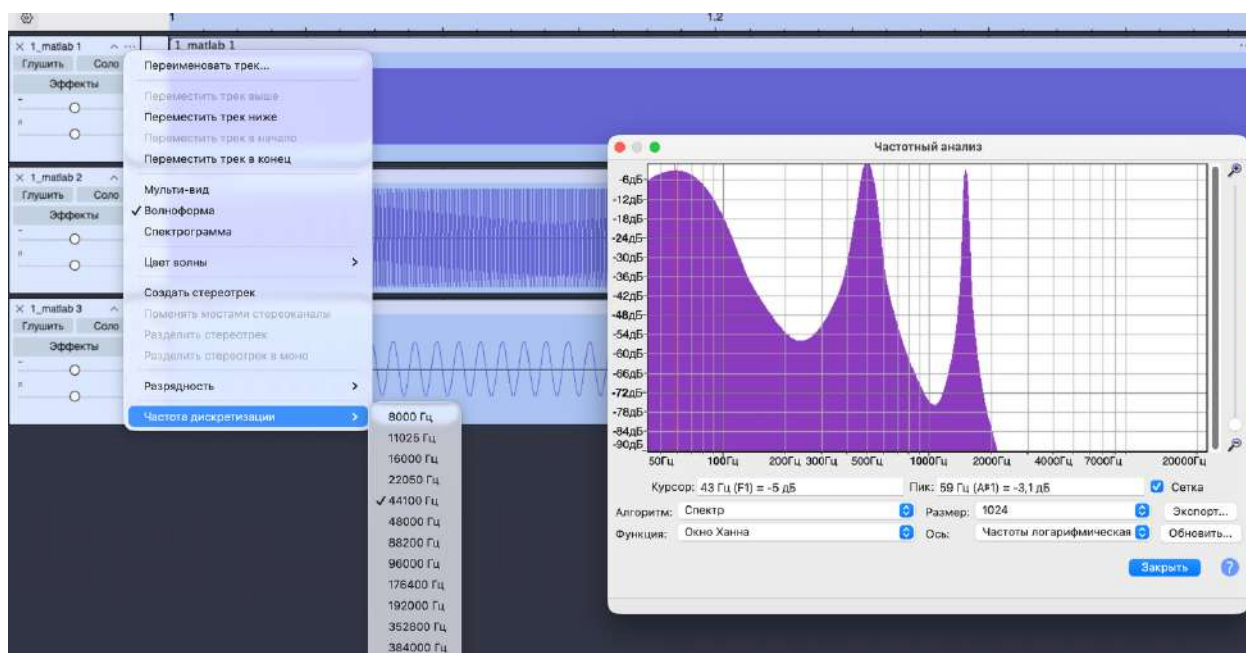 1
1.2
1_matlab 1
1_matlab 1
Глушить Соло
Эффекты
1_matlab 2
Глушить Соло
Эффекты
1_matlab 3
Глушить Соло
Эффекты
Переименовать трек...
Переместить трек выше
Переместить трек ниже
Переместить трек в начало
Переместить трек в конец
Мульти-вид
✓ Волноформа
Спектрограмма
Цвет волны >
Создать стереотрек
Поменять местами стереоканалы
Разделить стереотрек
Разделить стереотрек в моно
Разрядность >
Частота дискретизации >
8000 Гц
11025 Гц
16000 Гц
22050 Гц
✓ 44100 Гц
48000 Гц
88200 Гц
96000 Гц
176400 Гц
192000 Гц
352800 Гц
384000 Гц
Частотный анализ
-6дБ
-12дБ
-18дБ
-24дБ
-30дБ
-36дБ
-42дБ
-48дБ
-54дБ
-60дБ
-66дБ
-72дБ
-78дБ
-84дБ
-90дБ
50Гц 100Гц 200Гц 300Гц 500Гц 1000Гц 2000Гц 4000Гц 7000Гц 20000Гц
Курсор: 43 Гц (F1) = -5 дБ Пик: 59 Гц (A#1) = -3,1 дБ Сетка
Алгоритм: Спектр Размер: 1024 Экспорт...
Функция: Окно Ханна Ось: Частоты логарифмическая Обновить...
Закрыть ?